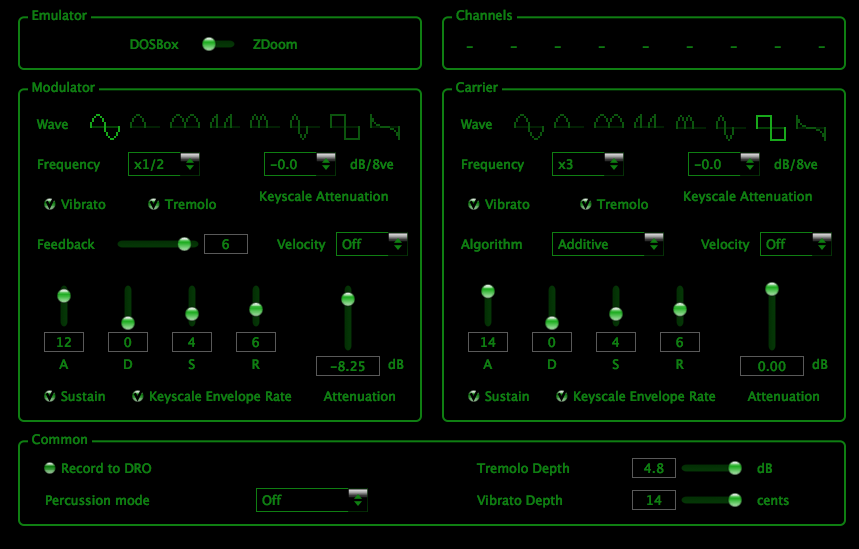 Emulator
DOSBox ZDoom
Channels
– – – – – – – – –
Modulator
Wave
Frequency x1/2 -0.0 dB/8ve
Keyscale Attenuation
Vibrato Tremolo
Feedback 6 Velocity Off
12 0 4 6
A D S R
-8.25 dB
Sustain Keyscale Envelope Rate Attenuation
Carrier
Wave
Frequency x3 -0.0 dB/8ve
Keyscale Attenuation
Vibrato Tremolo
Algorithm Additive Velocity Off
14 0 4 6
A D S R
0.00 dB
Sustain Keyscale Envelope Rate Attenuation
Common
Record to DRO
Percussion mode Off
Tremolo Depth 4.8 dB
Vibrato Depth 14 cents